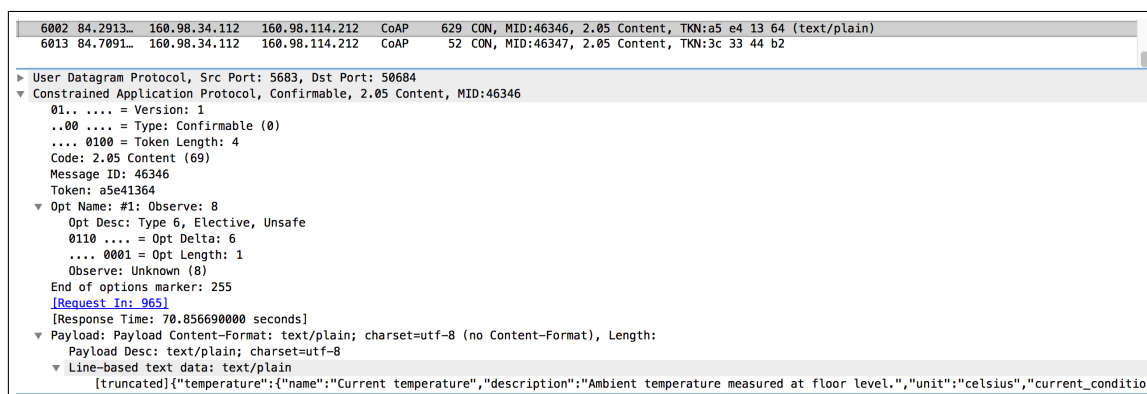 6002 84.2913… 160.98.34.112 160.98.114.212 CoAP 629 CON, MID:46346, 2.05 Content, TKN:a5 e4 13 64 (text/plain)
6013 84.7091… 160.98.34.112 160.98.114.212 CoAP 52 CON, MID:46347, 2.05 Content, TKN:3c 33 44 b2
User Datagram Protocol, Src Port: 5683, Dst Port: 50684
Constrained Application Protocol, Confirmable, 2.05 Content, MID:46346
01.. .... = Version: 1
..00 .... = Type: Confirmable (0)
.... 0100 = Token Length: 4
Code: 2.05 Content (69)
Message ID: 46346
Token: a5e41364
Opt Name: #1: Observe: 8
Opt Desc: Type 6, Elective, Unsafe
0110 .... = Opt Delta: 6
.... 0001 = Opt Length: 1
Observe: Unknown (8)
End of options marker: 255
[Request In: 965]
[Response Time: 70.856690000 seconds]
Payload: Payload Content-Format: text/plain; charset=utf-8 (no Content-Format), Length:
Payload Desc: text/plain; charset=utf-8
Line-based text data: text/plain
[truncated]{"temperature":{"name":"Current temperature","description":"Ambient temperature measured at floor level.","unit":"celsius","current_conditio